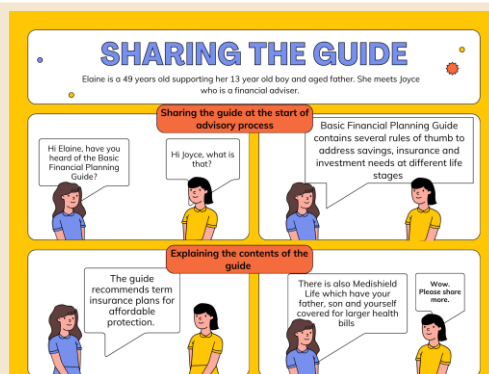 SHARING THE GUIDE
Elaine is a 49 years old supporting her 13 year old boy and aged father. She meets Joyce
who is a financial adviser.
Sharing the guide at the start of
advisory process
Hi Elaine, have you
heard of the Basic
Financial Planning
Guide?
Hi Joyce, what is
that?
Basic Financial Planning Guide
contains several rules of thumb to
address savings, insurance and
investment needs at different life
stages
Explaining the contents of the
guide
The guide
recommends term
insurance plans for
affordable
protection.
There is also Medishield
Life which have your
father, son and yourself
covered for larger health
bills
Wow.
Please share
more.